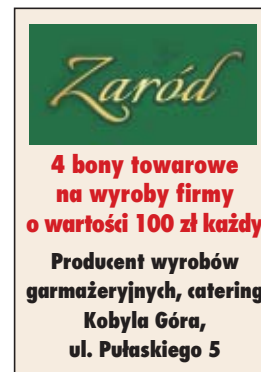 Zaród
4 bony towarowe
na wyroby firmy
o wartości 100 zł każdy
Producent wyrobów
garmażeryjnych, catering
Kobyla Góra,
ul. Pułaskiego 5